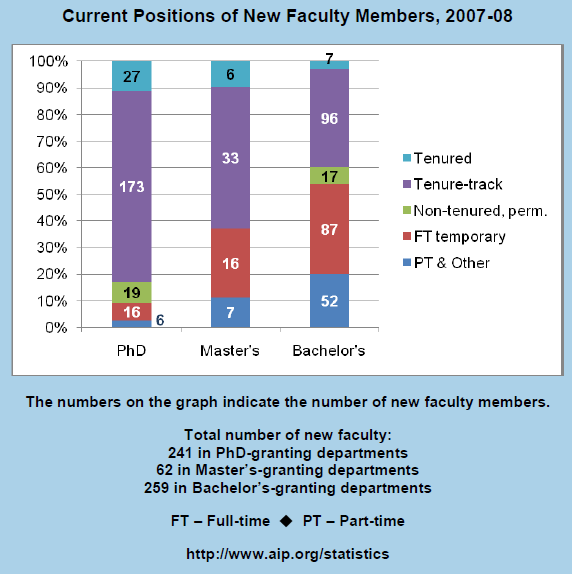 Current Positions of New Faculty Members, 2007-08
100%
90%
80%
70%
60%
50%
40%
30%
20%
10%
0%
27
173
19
16
6
6
33
16
7
7
96
17
87
52
PhD
Master's
Bachelor's
Tenured
Tenure-track
Non-tenured, perm.
FT temporary
PT & Other
The numbers on the graph indicate the number of new faculty members.
Total number of new faculty:
241 in PhD-granting departments
62 in Master's-granting departments
259 in Bachelor's-granting departments
FT – Full-time ◆ PT – Part-time
http://www.aip.org/statistics